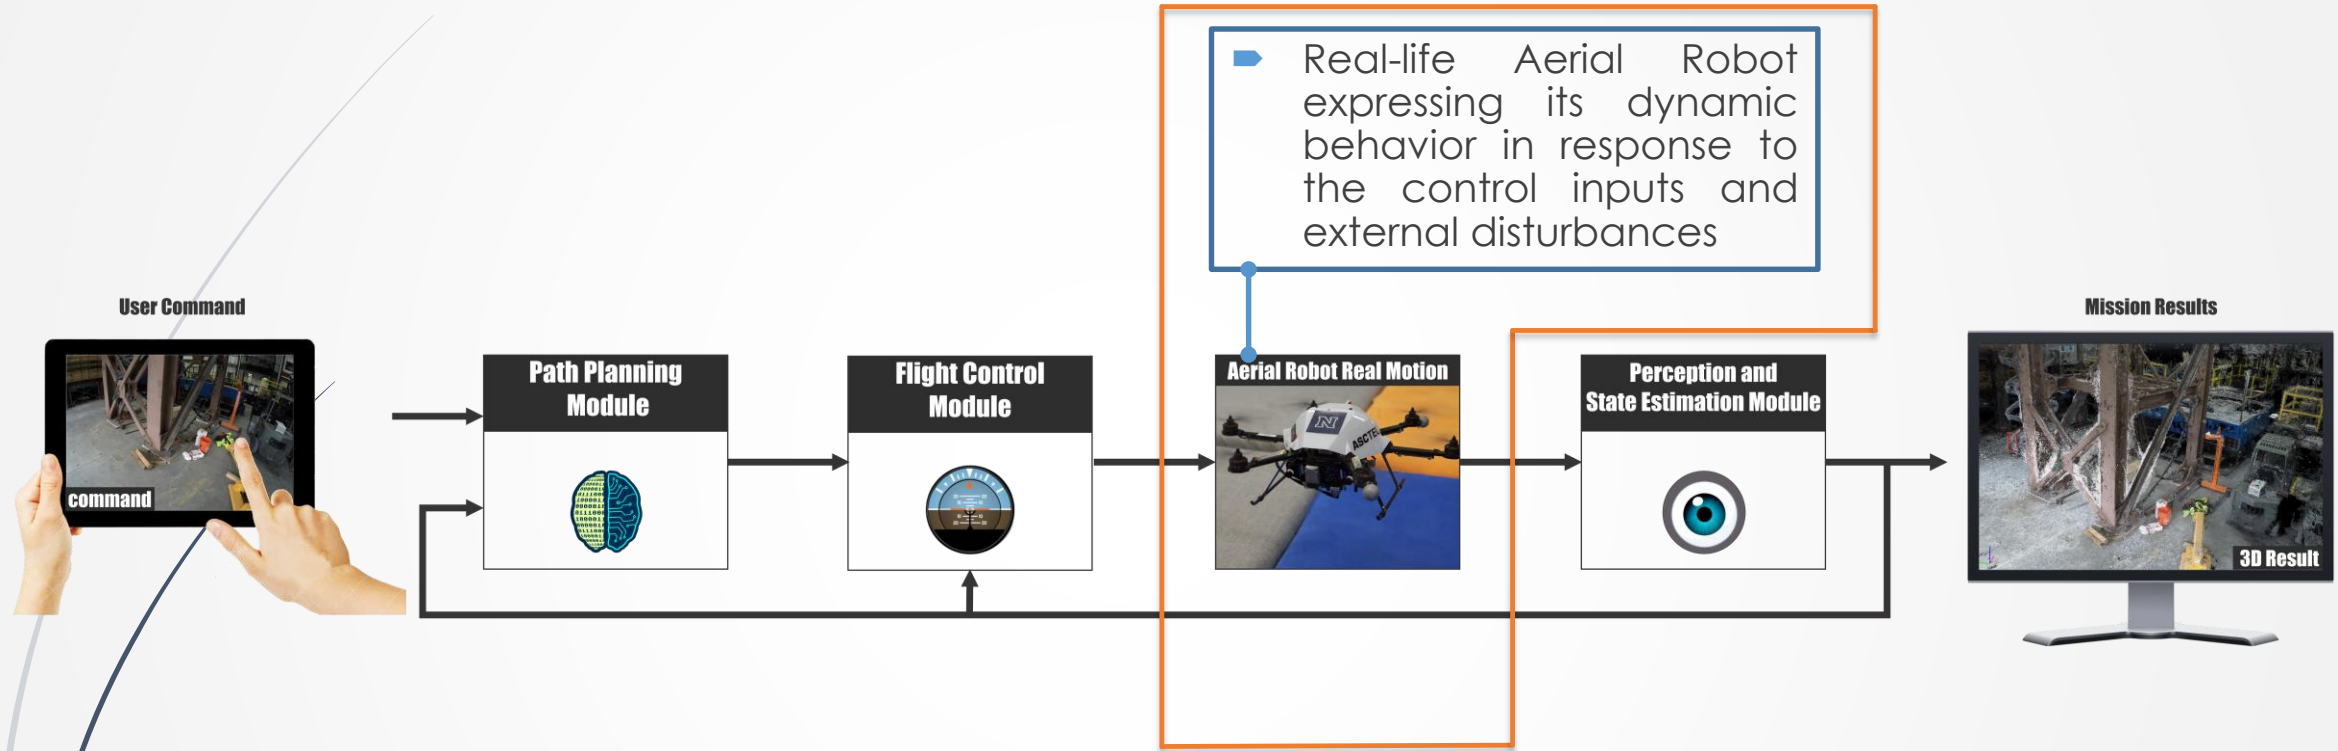 Real-life Aerial Robot
expressing its dynamic
behavior in response to
the control inputs and
external disturbances
User Command
command
Path Planning
Module
Flight Control
Module
Aerial Robot Real Motion
N
ASCTEC
Perception and
State Estimation Module
Mission Results
3D Result